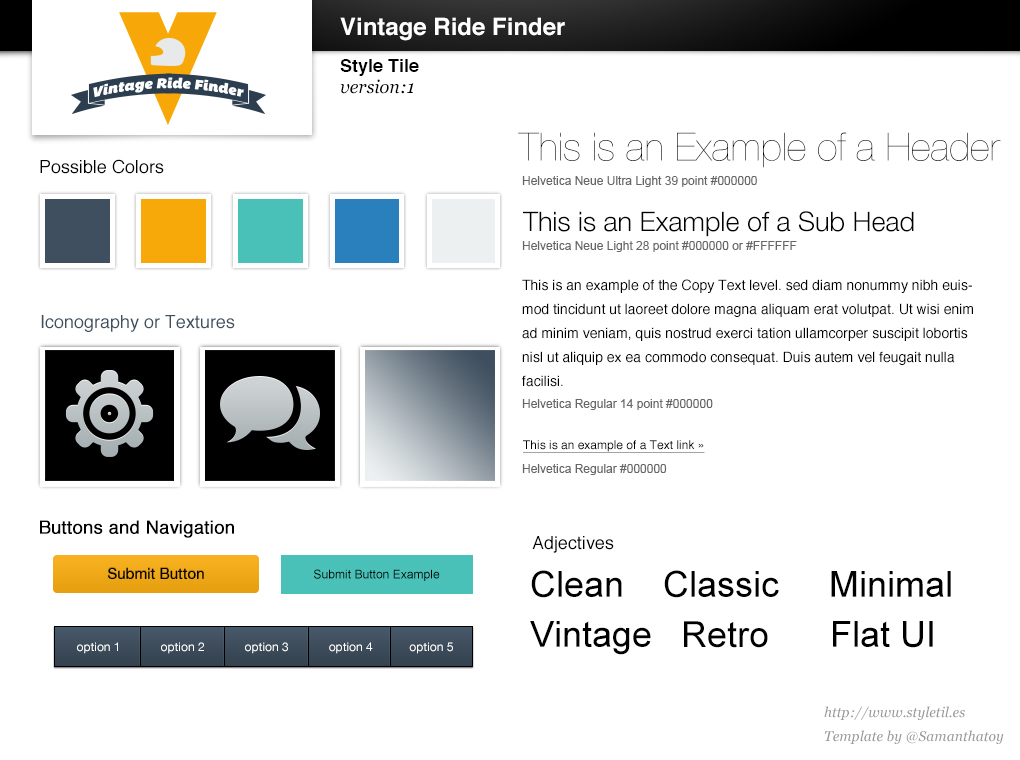 Vintage Ride Finder
Vintage Ride Finder
Style Tile
version:1
Possible Colors
Iconography or Textures
Buttons and Navigation
Submit Button
Submit Button Example
option 1
option 2
option 3
option 4
option 5
This is an Example of a Header
Helvetica Neue Ultra Light 39 point #000000
This is an Example of a Sub Head
Helvetica Neue Light 28 point #000000 or #FFFFFF
This is an example of the Copy Text level. sed diam nonummy nibh euis-
mod tincidunt ut laoreet dolore magna aliquam erat volutpat. Ut wisi enim
ad minim veniam, quis nostrud exerci tation ullamcorper suscipit lobortis
nisl ut aliquip ex ea commodo consequat. Duis autem vel feugait nulla
facilisi.
Helvetica Regular 14 point #000000
This is an example of a Text link »
Helvetica Regular #000000
Adjectives
Clean Classic Minimal
Vintage Retro Flat UI
http://www.styletil.es
Template by @Samanthatoy